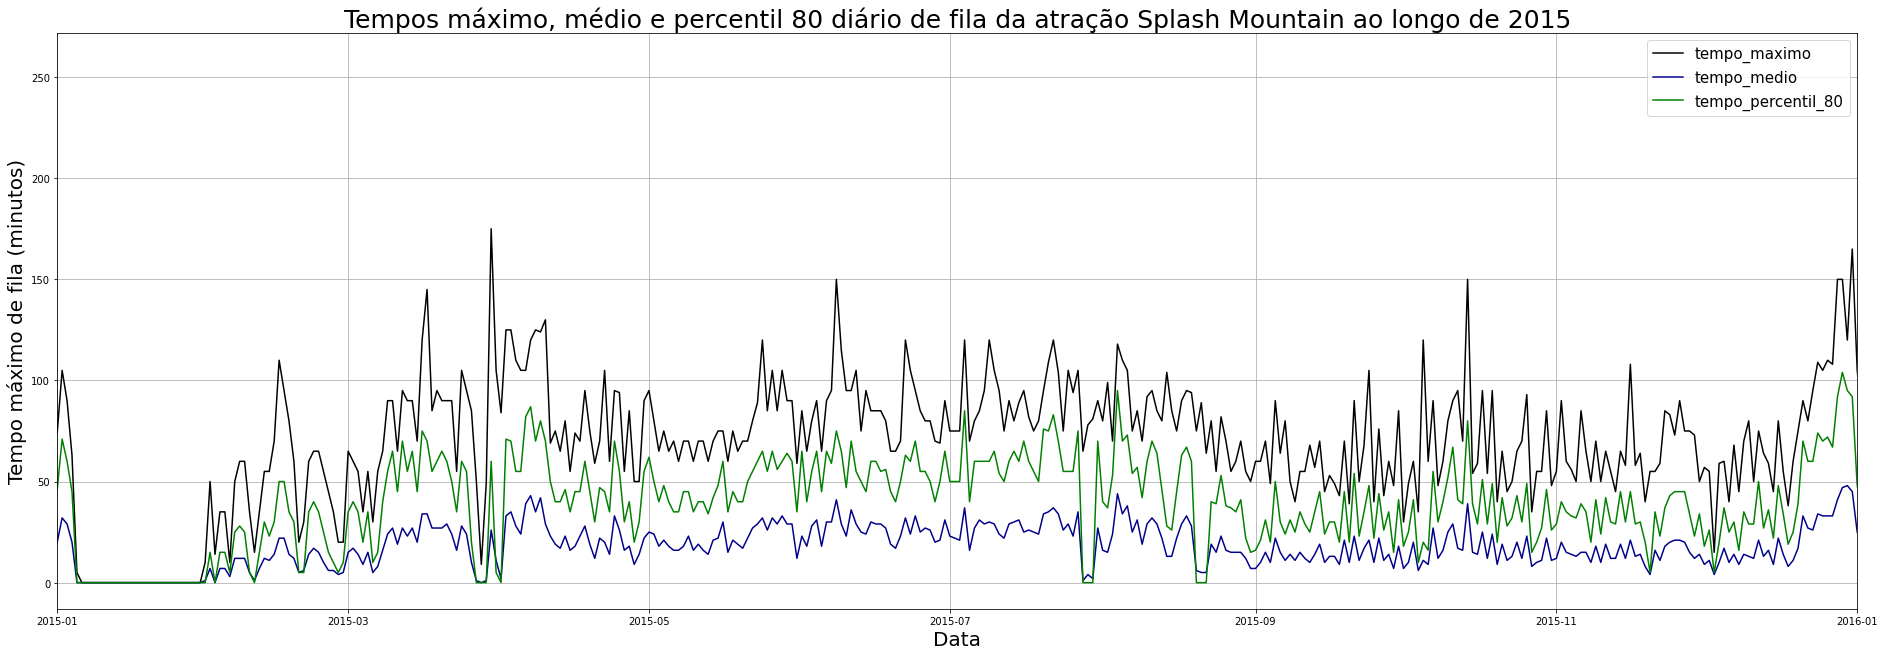 Tempos máximo, médio e percentil 80 diário de fila da atração Splash Mountain ao longo de 2015
tempo_maximo
tempo_medio
tempo_percentil_80
Tempo máximo de fila (minutos)
250
200
150
100
50
0
2015-01
2015-03
2015-05
2015-07
2015-09
2015-11
2016-01
Data